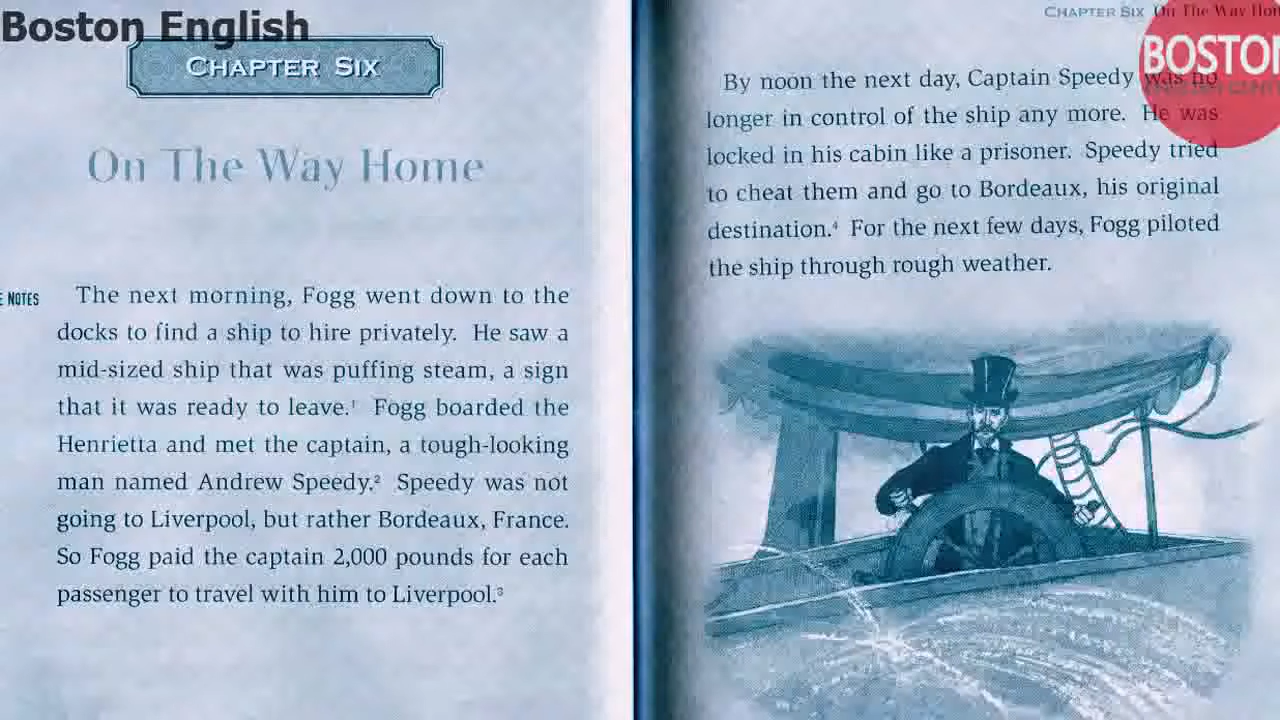 Boston English
CHAPTER SIX
On The Way Home
E NOTES
The next morning, Fogg went down to the
docks to find a ship to hire privately. He saw a
mid-sized ship that was puffing steam, a sign
that it was ready to leave.¹ Fogg boarded the
Henrietta and met the captain, a tough-looking
man named Andrew Speedy.² Speedy was not
going to Liverpool, but rather Bordeaux, France.
So Fogg paid the captain 2,000 pounds for each
passenger to travel with him to Liverpool.³
CHAPTER SIX On The Way Hom
BOSTON
ENGLISH CENTE
By noon the next day, Captain Speedy was no
longer in control of the ship any more. He was
locked in his cabin like a prisoner. Speedy tried
to cheat them and go to Bordeaux, his original
destination.⁴ For the next few days, Fogg piloted
the ship through rough weather.